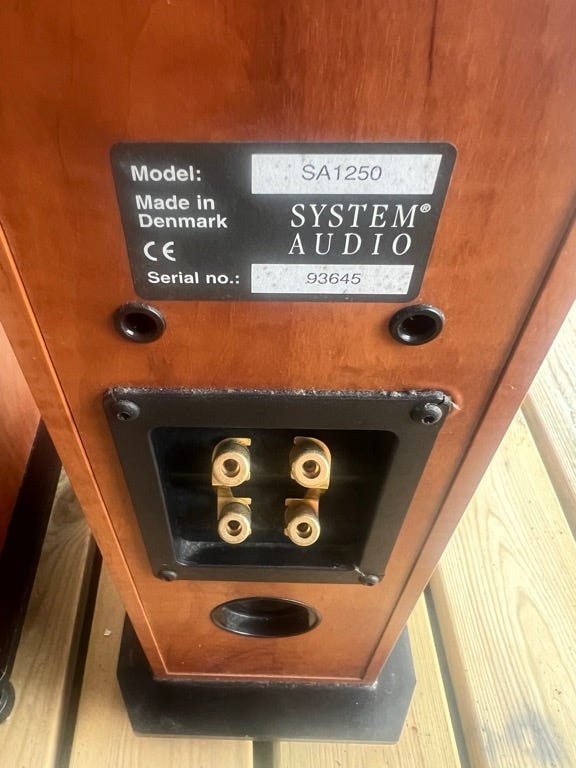 Model: SA1250
Made in
Denmark
CE
SYSTEM®
AUDIO
Serial no.: 93645